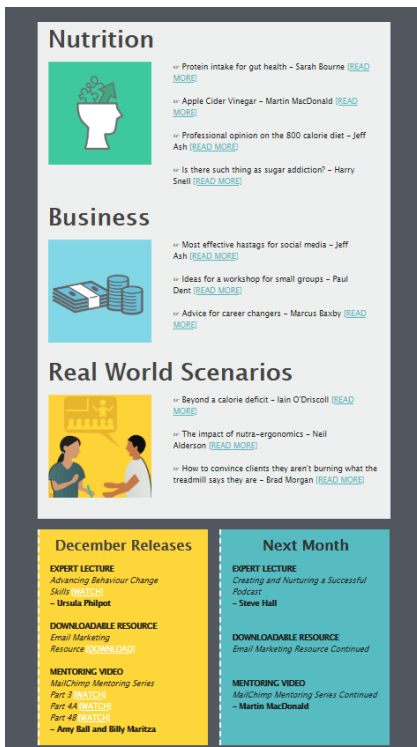 Nutrition
☞ Protein intake for gut health – Sarah Bourne [READ
MORE]
☞ Apple Cider Vinegar – Martin MacDonald [READ
MORE]
☞ Professional opinion on the 800 calorie diet – Jeff
Ash [READ MORE]
☞ Is there such thing as sugar addiction? – Harry
Snell [READ MORE]
Business
☞ Most effective hastags for social media – Jeff
Ash [READ MORE]
☞ Ideas for a workshop for small groups – Paul
Dent [READ MORE]
☞ Advice for career changers – Marcus Baxby [READ
MORE]
Real World Scenarios
☞ Beyond a calorie deficit – Iain O'Driscoll [READ
MORE]
☞ The impact of nutra-ergonomics – Neil
Alderson [READ MORE]
☞ How to convince clients they aren't burning what the
treadmill says they are – Brad Morgan [READ MORE]
December Releases
EXPERT LECTURE
Advancing Behaviour Change
Skills [WATCH]
– Ursula Philpot
DOWNLOADABLE RESOURCE
Email Marketing
Resource [DOWNLOAD]
MENTORING VIDEO
MailChimp Mentoring Series
Part 3 [WATCH]
Part 4A [WATCH]
Part 4B [WATCH]
– Amy Ball and Billy Maritza
Next Month
EXPERT LECTURE
Creating and Nurturing a Successful
Podcast
– Steve Hall
DOWNLOADABLE RESOURCE
Email Marketing Resource Continued
MENTORING VIDEO
MailChimp Mentoring Series Continued
– Martin MacDonald